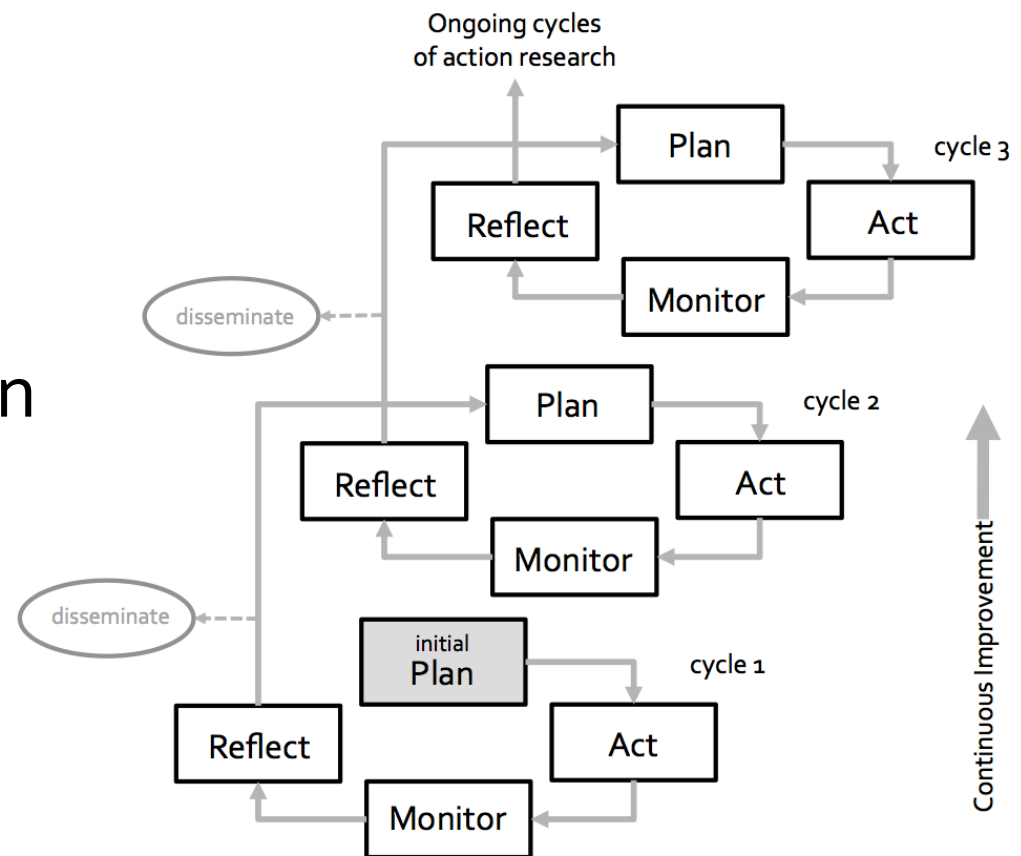 Ongoing cycles
of action research
Plan
cycle 3
Reflect
Act
Monitor
disseminate
n
Plan
cycle 2
Reflect
Act
Monitor
disseminate
initial
Plan
cycle 1
Reflect
Act
Monitor
Continuous Improvement